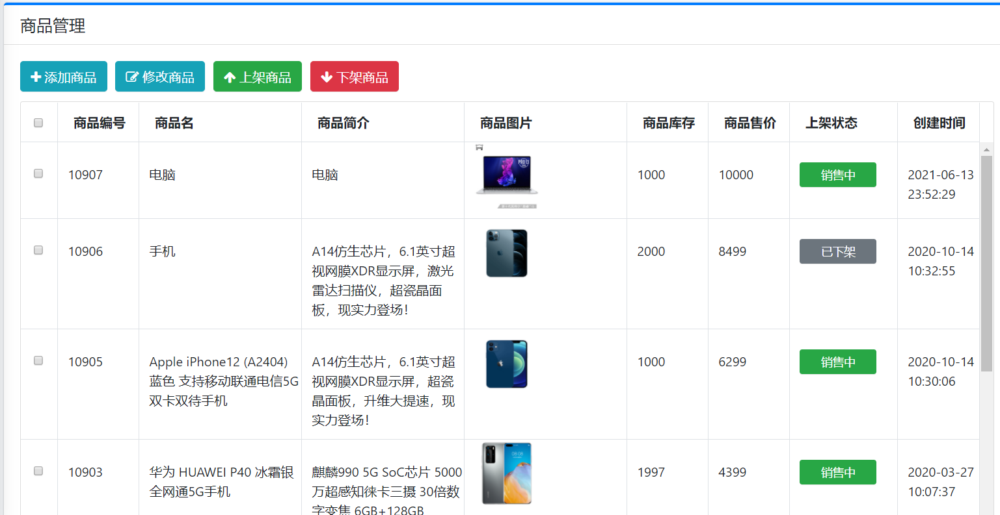 商品管理
添加商品 修改商品 上架商品 下架商品
商品编号 商品名 商品简介 商品图片 商品库存 商品售价 上架状态 创建时间
10907 电脑 电脑 1000 10000 销售中 2021-06-13
23:52:29
PRO 13
10906 手机 A14仿生芯片，6.1英寸超 2000 8499 已下架 2020-10-14
视网膜XDR显示屏，激光 10:32:55
雷达扫描仪，超瓷晶面
板，现实力登场！
10905 Apple iPhone12 (A2404) A14仿生芯片，6.1英寸超 1000 6299 销售中 2020-10-14
蓝色 支持移动联通电信5G 视网膜XDR显示屏，超瓷 10:30:06
双卡双待手机 晶面板，升维大提速，现
实力登场！
10903 华为 HUAWEI P40 冰霜银 麒麟990 5G SoC芯片 5000 1997 4399 销售中 2020-03-27
全网通5G手机 万超感知徕卡三摄 30倍数 10:07:37
字变焦 6GB+128GB
08:08